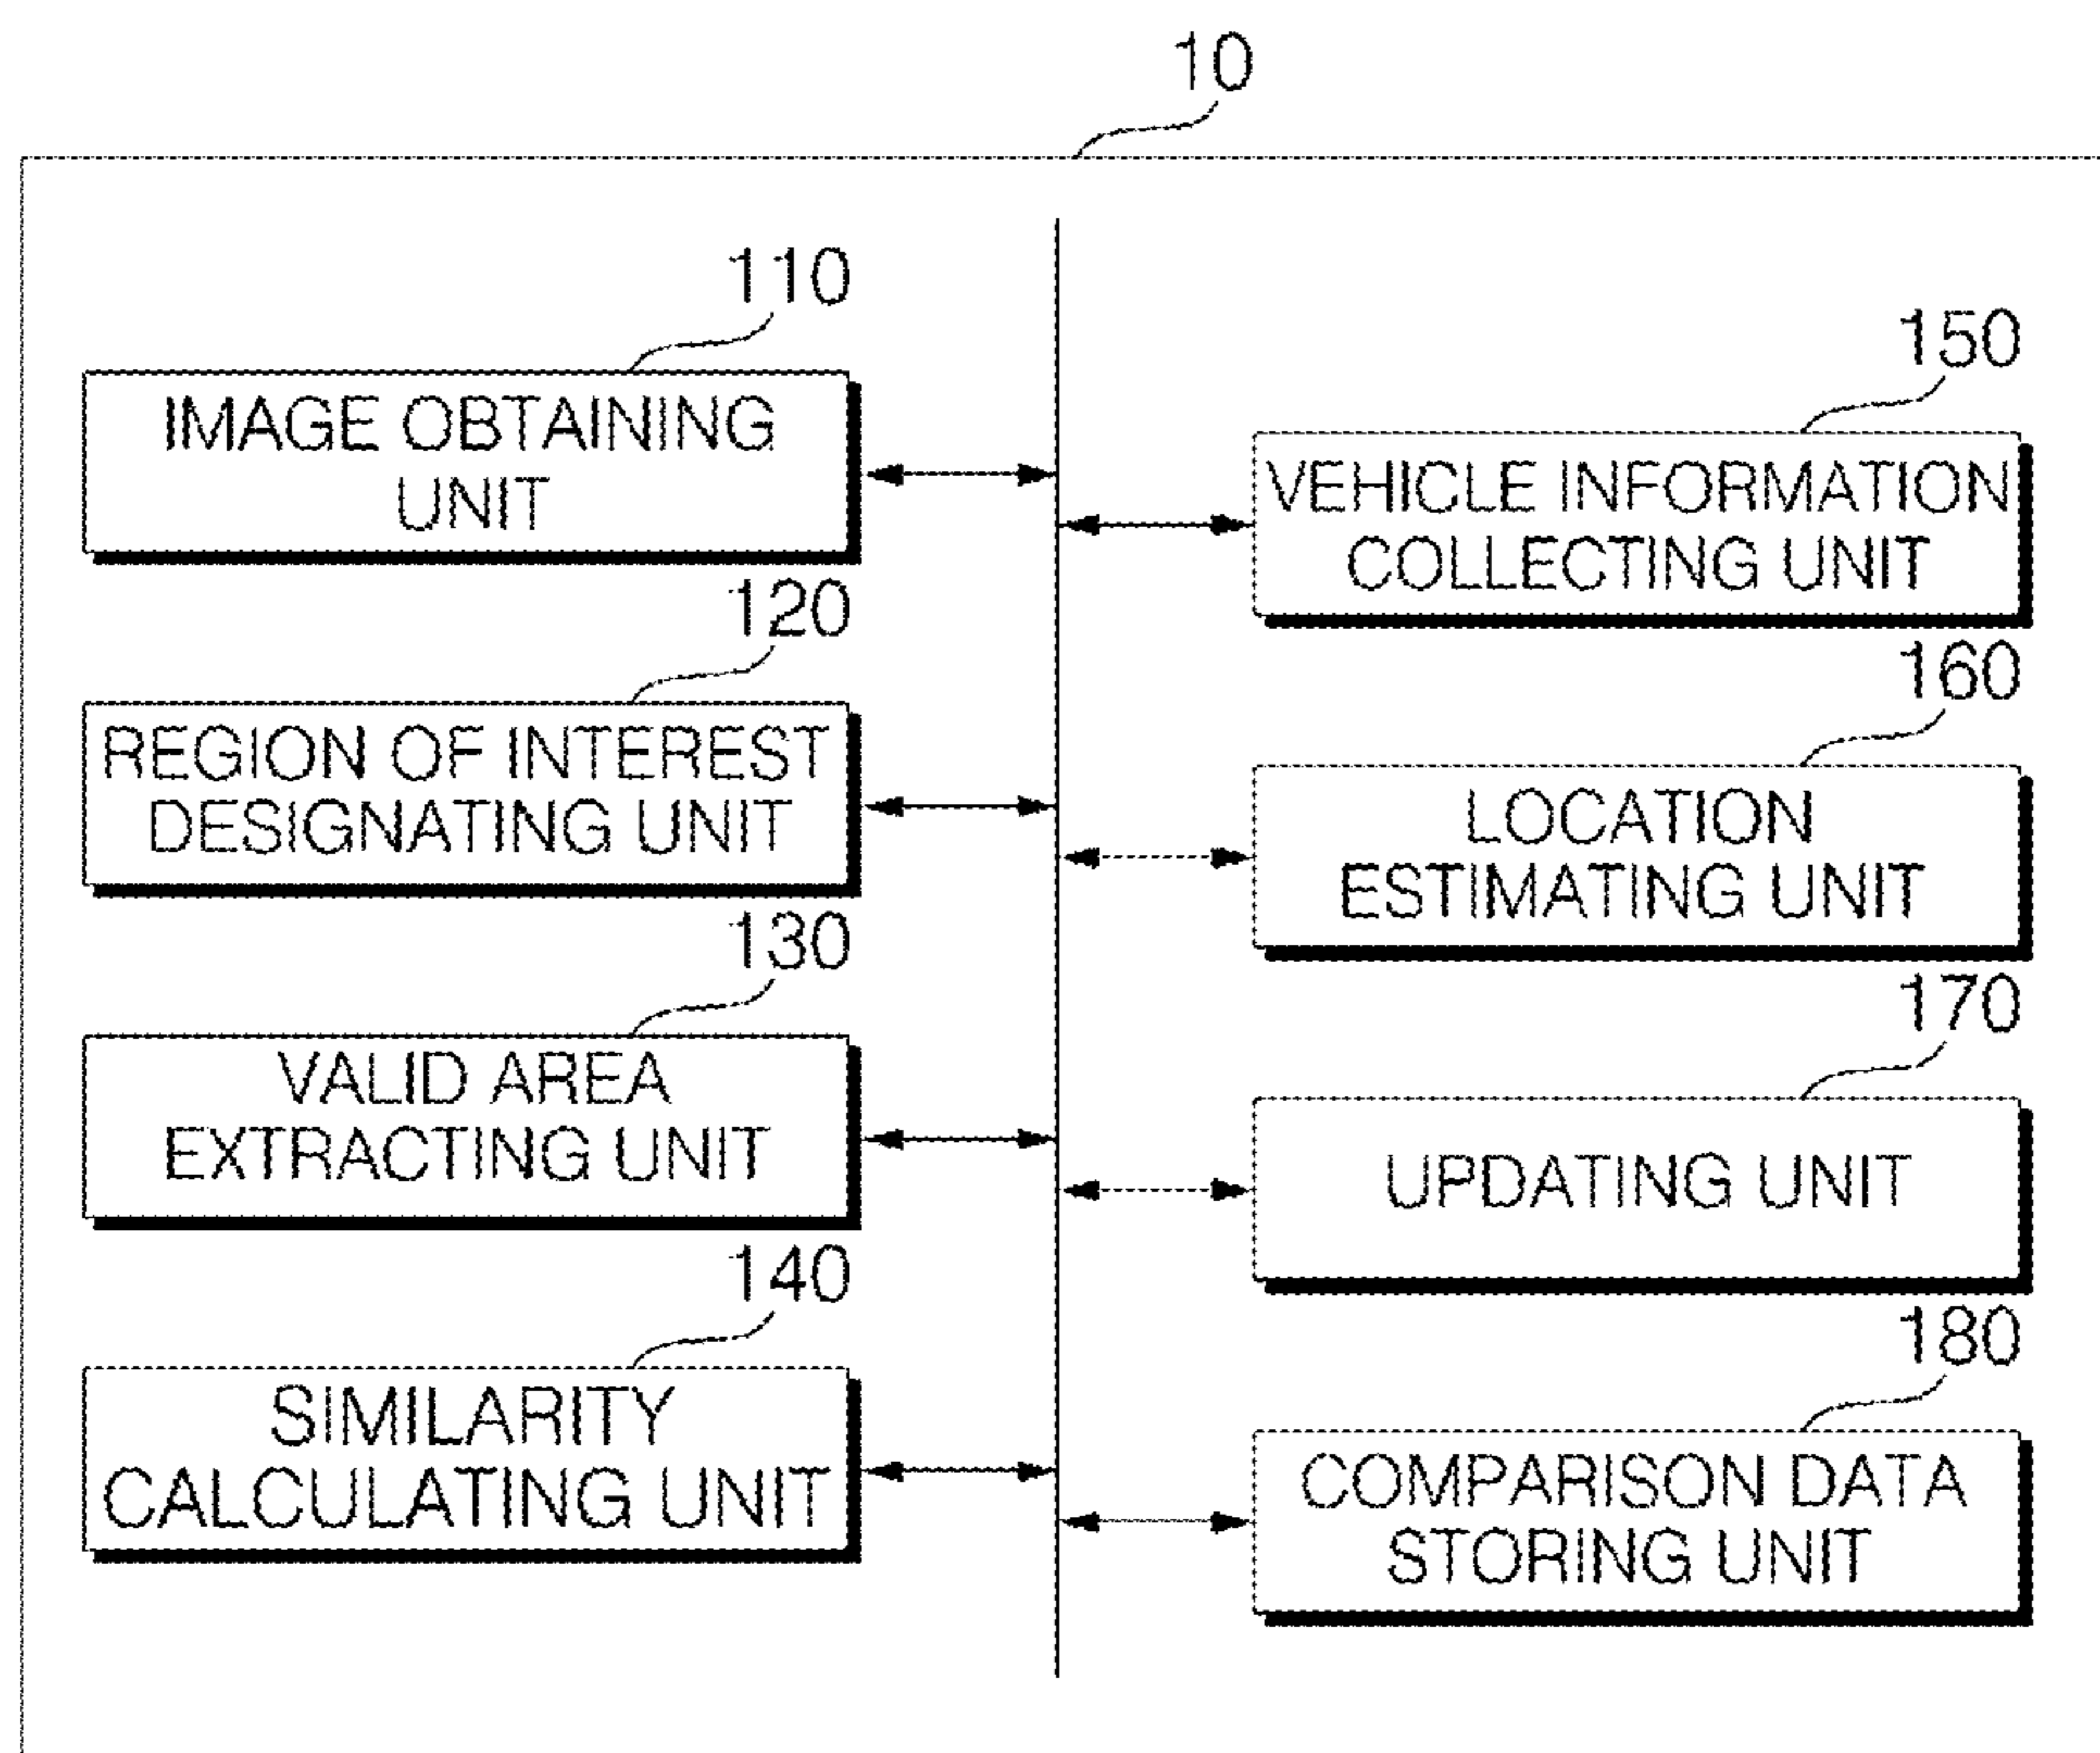 10
110
IMAGE OBTAINING
UNIT
120
REGION OF INTEREST
DESIGNATING UNIT
130
VALID AREA
EXTRACTING UNIT
140
SIMILARITY
CALCULATING UNIT
150
VEHICLE INFORMATION
COLLECTING UNIT
160
LOCATION
ESTIMATING UNIT
170
UPDATING UNIT
180
COMPARISON DATA
STORING UNIT